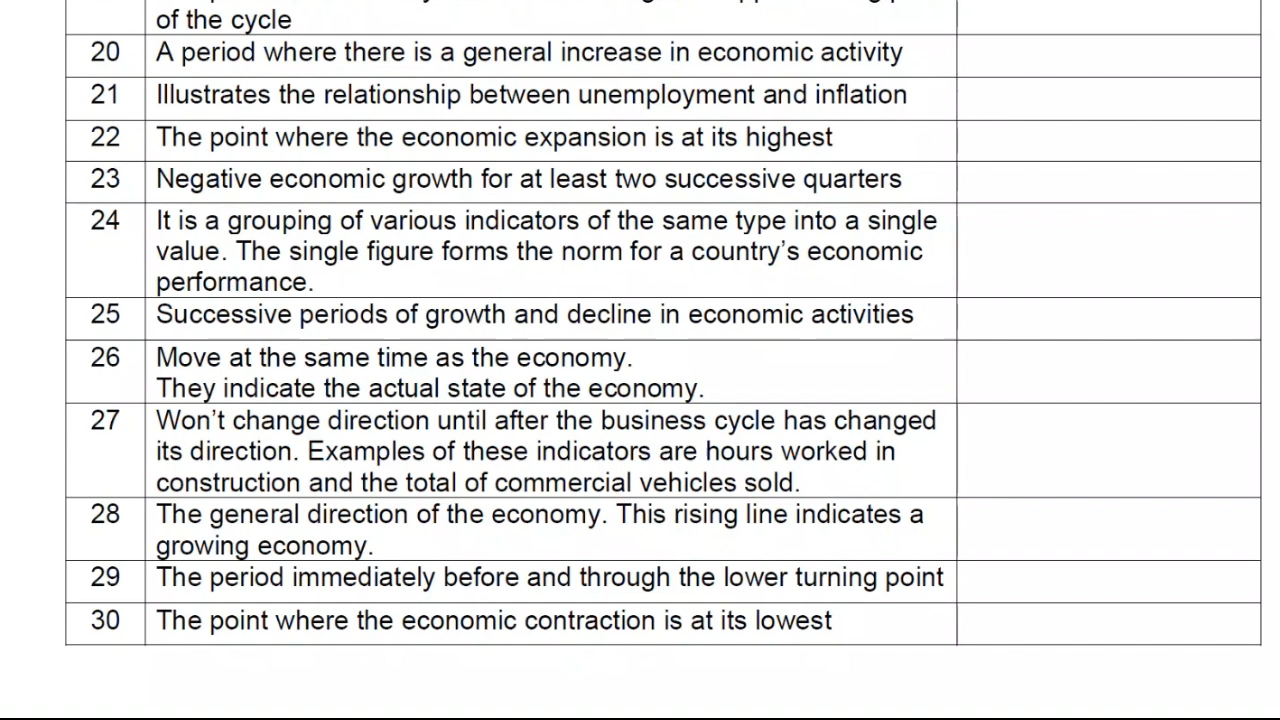 of the cycle
20 A period where there is a general increase in economic activity
21 Illustrates the relationship between unemployment and inflation
22 The point where the economic expansion is at its highest
23 Negative economic growth for at least two successive quarters
24 It is a grouping of various indicators of the same type into a single
value. The single figure forms the norm for a country's economic
performance.
25 Successive periods of growth and decline in economic activities
26 Move at the same time as the economy.
They indicate the actual state of the economy.
27 Won't change direction until after the business cycle has changed
its direction. Examples of these indicators are hours worked in
construction and the total of commercial vehicles sold.
28 The general direction of the economy. This rising line indicates a
growing economy.
29 The period immediately before and through the lower turning point
30 The point where the economic contraction is at its lowest